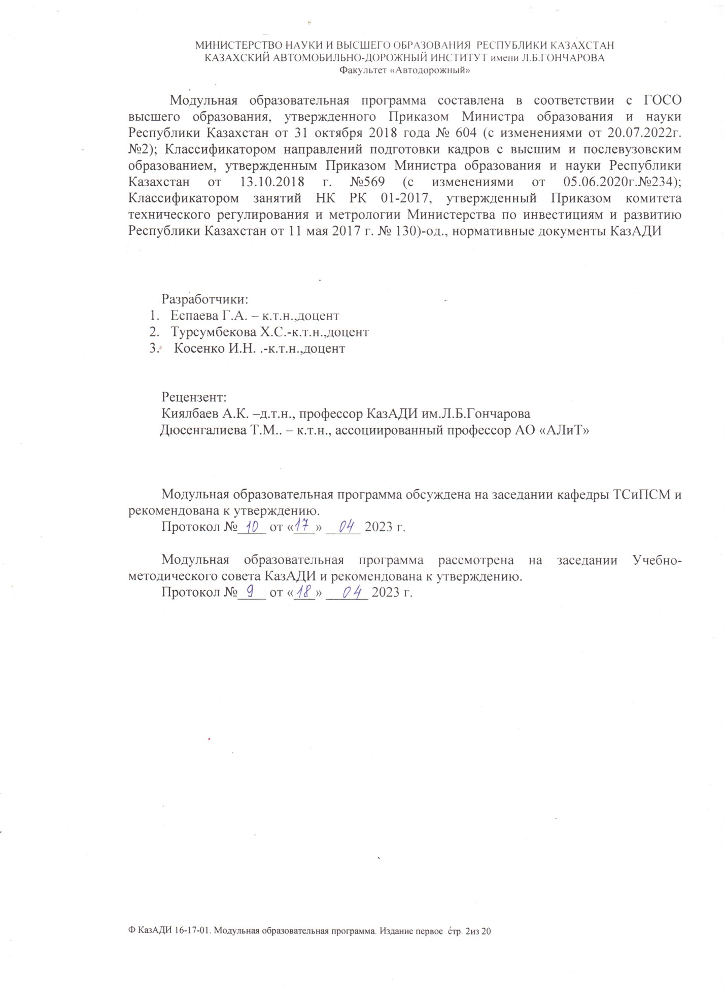 МИНИСТЕРСТВО НАУКИ И ВЫСШЕГО ОБРАЗОВАНИЯ РЕСПУБЛИКИ КАЗАХСТАН
КАЗАХСКИЙ АВТОМОБИЛЬНО-ДОРОЖНЫЙ ИНСТИТУТ имени Л.Б.ГОНЧАРОВА
Факультет «Автодорожный»
Модульная образовательная программа составлена в соответствии с ГОСО
высшего образования, утвержденного Приказом Министра образования и науки
Республики Казахстан от 31 октября 2018 года № 604 (с изменениями от 20.07.2022г.
№2); Классификатором направлений подготовки кадров с высшим и послевузовским
образованием, утвержденным Приказом Министра образования и науки Республики
Казахстан от 13.10.2018 г. №569 (с изменениями от 05.06.2020г.№234);
Классификатором занятий НК РК 01-2017, утвержденный Приказом комитета
технического регулирования и метрологии Министерства по инвестициям и развитию
Республики Казахстан от 11 мая 2017 г. № 130)-од., нормативные документы КазАДИ
Разработчики:
1. Еспаева Г.А. – к.т.н.,доцент
2. Турсумбекова Х.С.-к.т.н.,доцент
3. Косенко И.Н. .-к.т.н.,доцент
Рецензент:
Киялбаев А.К. –д.т.н., профессор КазАДИ им.Л.Б.Гончарова
Дюсенгалиева Т.М.. – к.т.н., ассоциированный профессор АО «АЛиТ»
Модульная образовательная программа обсуждена на заседании кафедры ТСиПСМ и
рекомендована к утверждению.
Протокол № 10 от «17» 04 2023 г.
Модульная образовательная программа рассмотрена на заседании Учебно-
методического совета КазАДИ и рекомендована к утверждению.
Протокол № 9 от «18» 04 2023 г.
Ф КазАДИ 16-17-01. Модульная образовательная программа. Издание первое стр. 2из 20